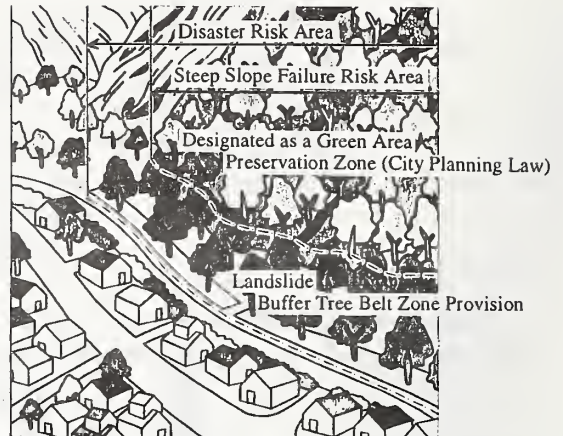 Disaster Risk Area
Steep Slope Failure Risk Area
Designated as a Green Area
Preservation Zone (City Planning Law)
Landslide
Buffer Tree Belt Zone Provision